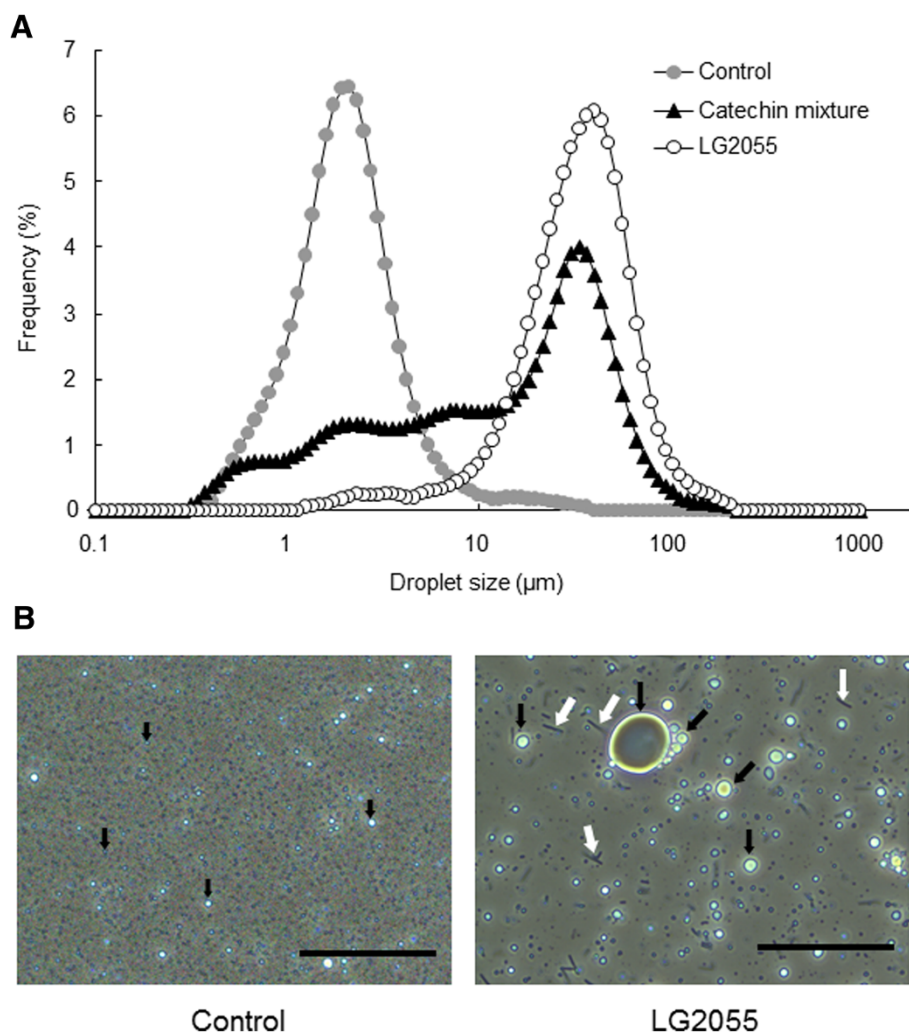 A
7
6
5
4
3
2
1
0
Frequency (%)
Control
Catechin mixture
LG2055
0.1 1 10 100 1000
Droplet size (µm)
B
Control LG2055